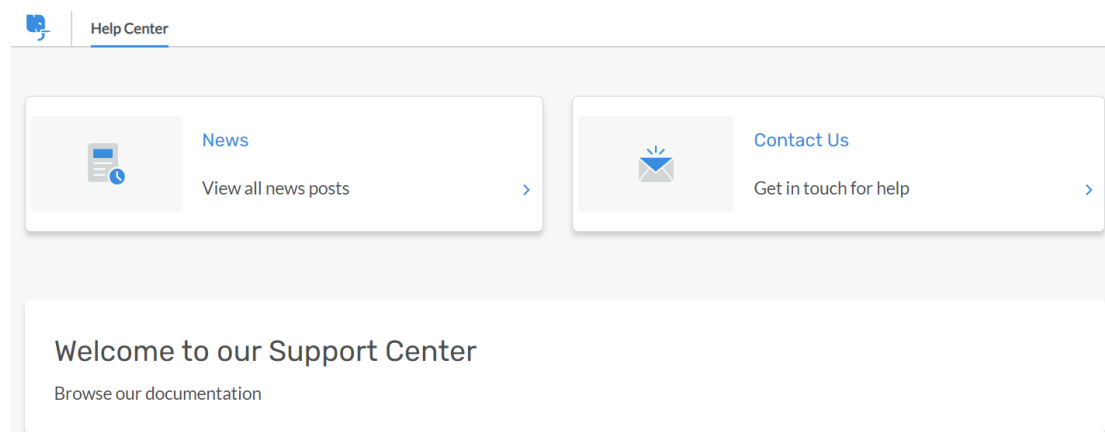 Help Center
News
View all news posts
Contact Us
Get in touch for help
Welcome to our Support Center
Browse our documentation